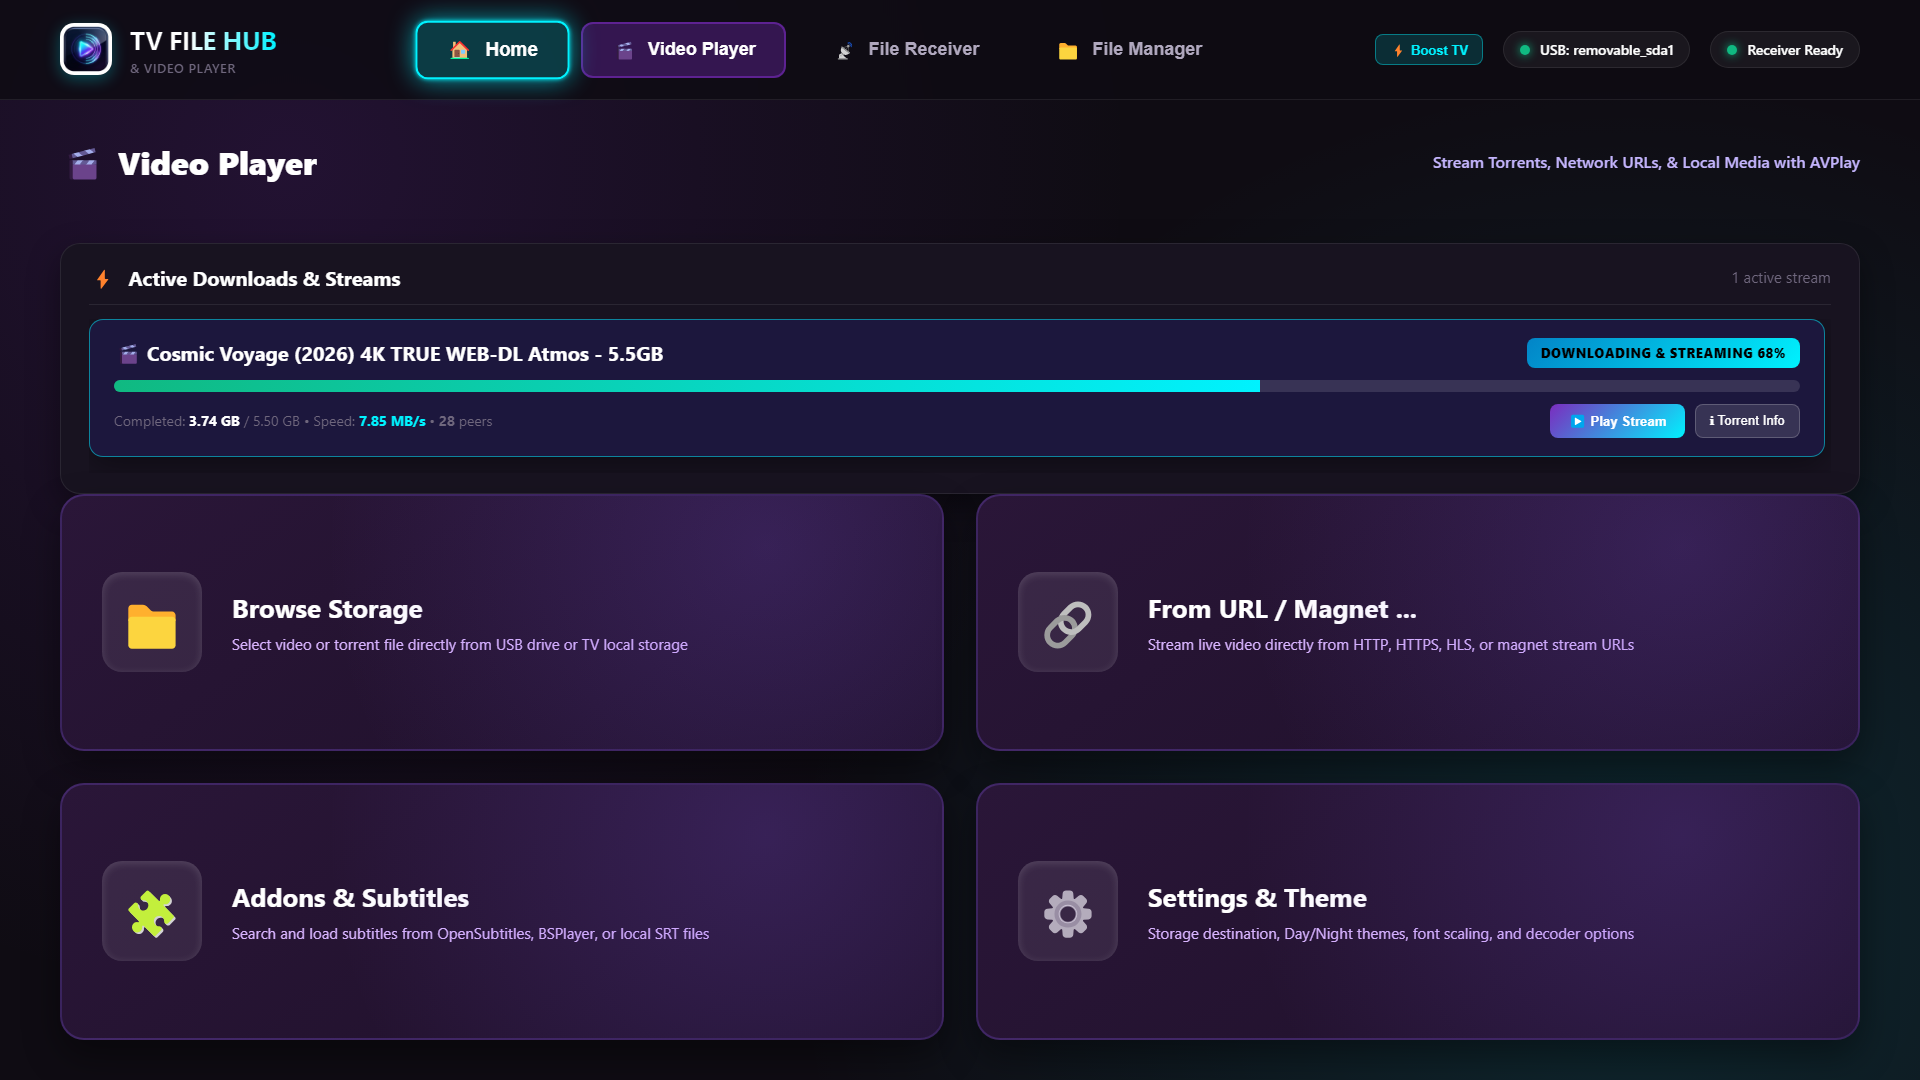 TV FILE HUB
& VIDEO PLAYER
Home
Video Player
File Receiver
File Manager
Boost TV
USB: removable_sda1
Receiver Ready
Video Player
Stream Torrents, Network URLs, & Local Media with AVPlay
Active Downloads & Streams
1 active stream
Cosmic Voyage (2026) 4K TRUE WEB-DL Atmos - 5.5GB
DOWNLOADING & STREAMING 68%
Completed: 3.74 GB / 5.50 GB • Speed: 7.85 MB/s • 28 peers
Play Stream
ℹ Torrent Info
Browse Storage
Select video or torrent file directly from USB drive or TV local storage
From URL / Magnet ...
Stream live video directly from HTTP, HTTPS, HLS, or magnet stream URLs
Addons & Subtitles
Search and load subtitles from OpenSubtitles, BSPlayer, or local SRT files
Settings & Theme
Storage destination, Day/Night themes, font scaling, and decoder options